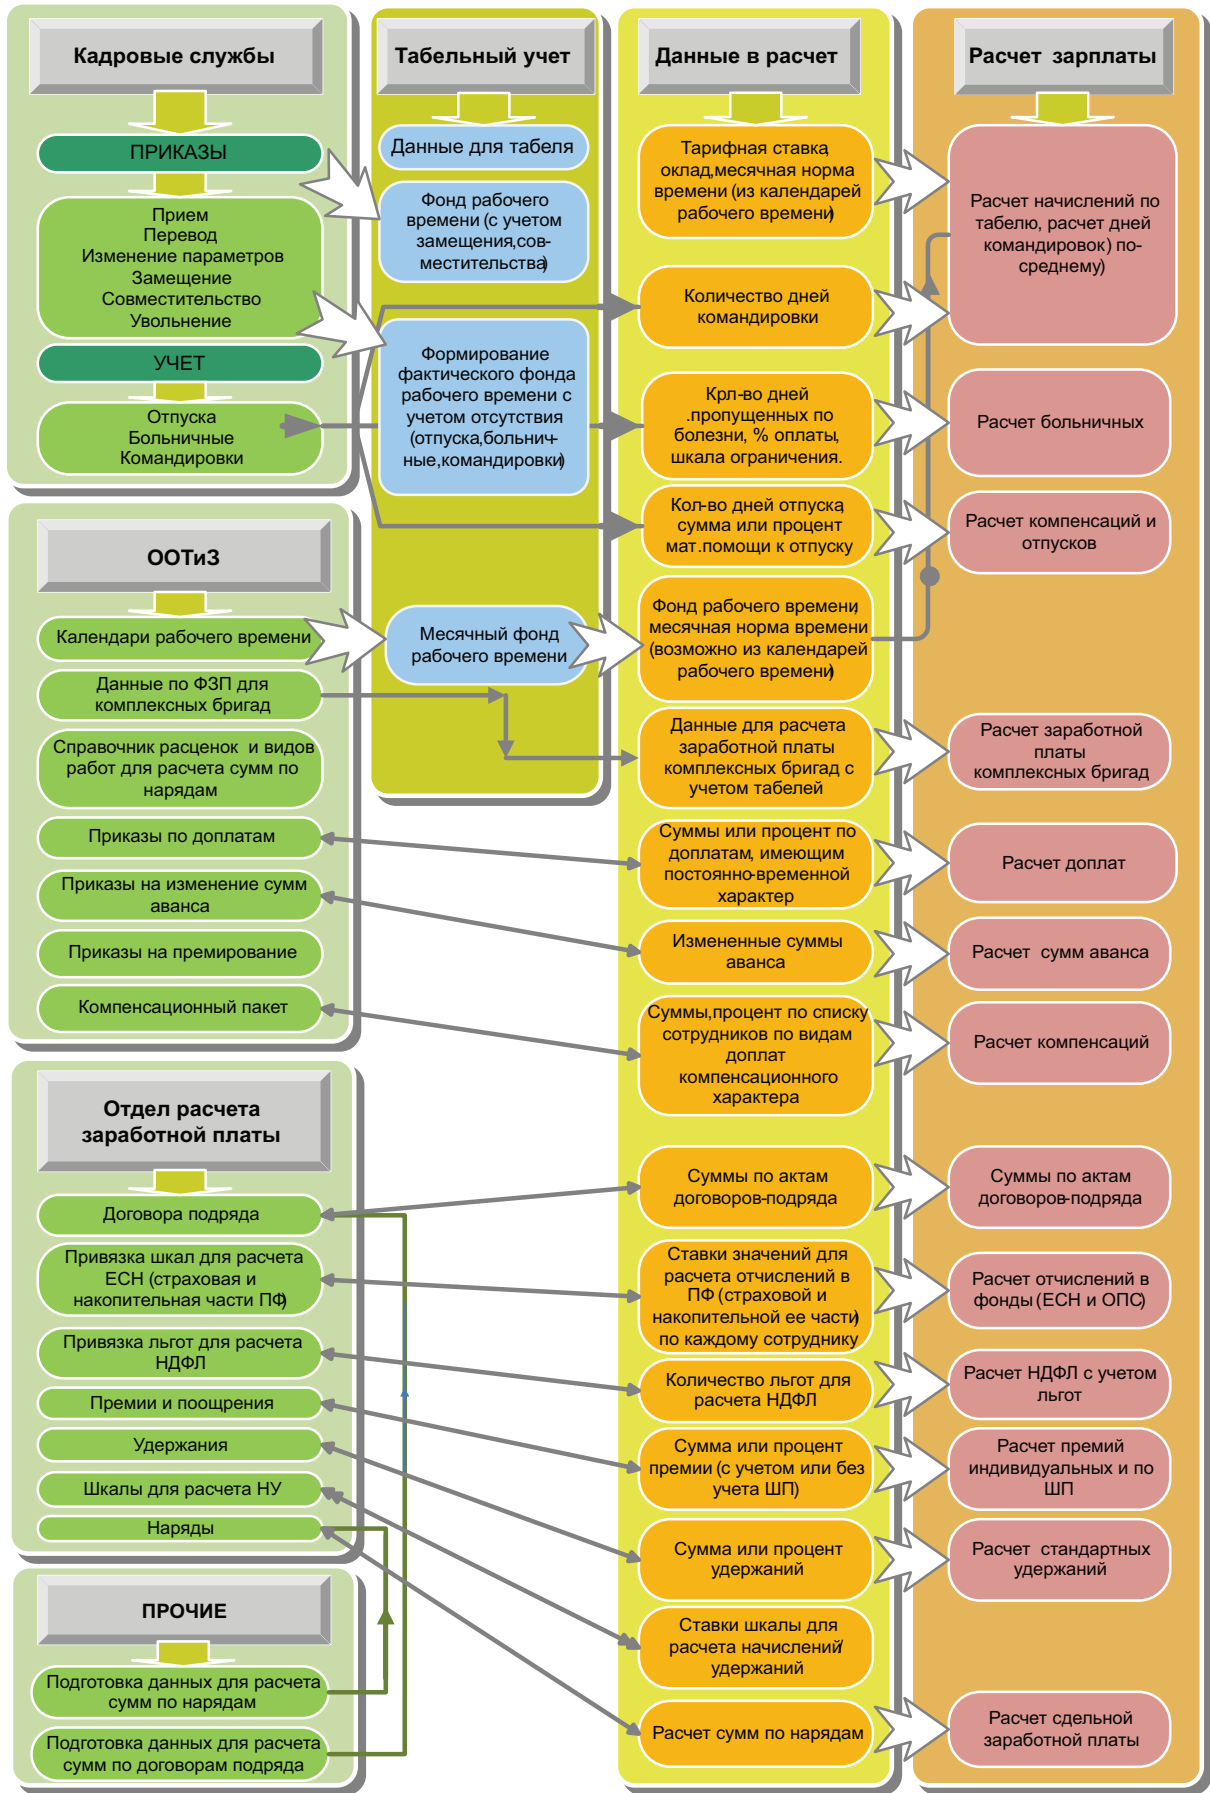 Кадровые службы
ПРИКАЗЫ
Прием
Перевод
Изменение параметров
Замещение
Совместительство
Увольнение
УЧЕТ
Отпуска
Больничные
Командировки
ООТиЗ
Календари рабочего времени
Данные по ФЗП для
комплексных бригад
Справочник расценок и видов
работ для расчета сумм по
нарядам
Приказы по доплатам
Приказы на изменение сумм
аванса
Приказы на премирование
Компенсационный пакет
Отдел расчета
заработной платы
Договора подряда
Привязка шкал для расчета
ЕСН (страховая и
накопительная части ПФ)
Привязка льгот для расчета
НДФЛ
Премии и поощрения
Удержания
Шкалы для расчета НУ
Наряды
ПРОЧИЕ
Подготовка данных для расчета
сумм по нарядам
Подготовка данных для расчета
сумм по договорам подряда
Табельный учет
Данные для табеля
Фонд рабочего
времени (с учетом
замещения,сов-
местительства)
Формирование
фактического фонда
рабочего времени с
учетом отсутствия
(отпуска,больнич-
ные,командировки)
Месячный фонд
рабочего времени
Данные в расчет
Тарифная ставка,
оклад,месячная норма
времени (из календарей
рабочего времени)
Количество дней
командировки
Крл-во дней
.пропущенных по
болезни, % оплаты,
шкала ограничения.
Кол-во дней отпуска,
сумма или процент
мат.помощи к отпуску
Фонд рабочего времени,
месячная норма времени
(возможно из календарей
рабочего времени)
Данные для расчета
заработной платы
комплексных бригад с
учетом табелей
Суммы или процент по
доплатам, имеющим
постоянно-временной
характер
Измененные суммы
аванса
Суммы,процент по списку
сотрудников по видам
доплат
компенсационного
характера
Суммы по актам
договоров-подряда
Ставки значений для
расчета отчислений в
ПФ (страховой и
накопительной ее части)
по каждому сотруднику
Количество льгот для
расчета НДФЛ
Сумма или процент
премии (с учетом или без
учета ШП)
Сумма или процент
удержаний
Ставки шкалы для
расчета начислений/
удержаний
Расчет сумм по нарядам
Расчет зарплаты
Расчет начислений по
табелю, расчет дней
командировок) по-
среднему)
Расчет больничных
Расчет компенсаций и
отпусков
Расчет заработной
платы
комплексных бригад
Расчет доплат
Расчет сумм аванса
Расчет компенсаций
Суммы по актам
договоров-подряда
Расчет отчислений в
фонды (ЕСН и ОПС)
Расчет НДФЛ с учетом
льгот
Расчет премий
индивидуальных и по
ШП
Расчет стандартных
удержаний
Расчет сдельной
заработной платы